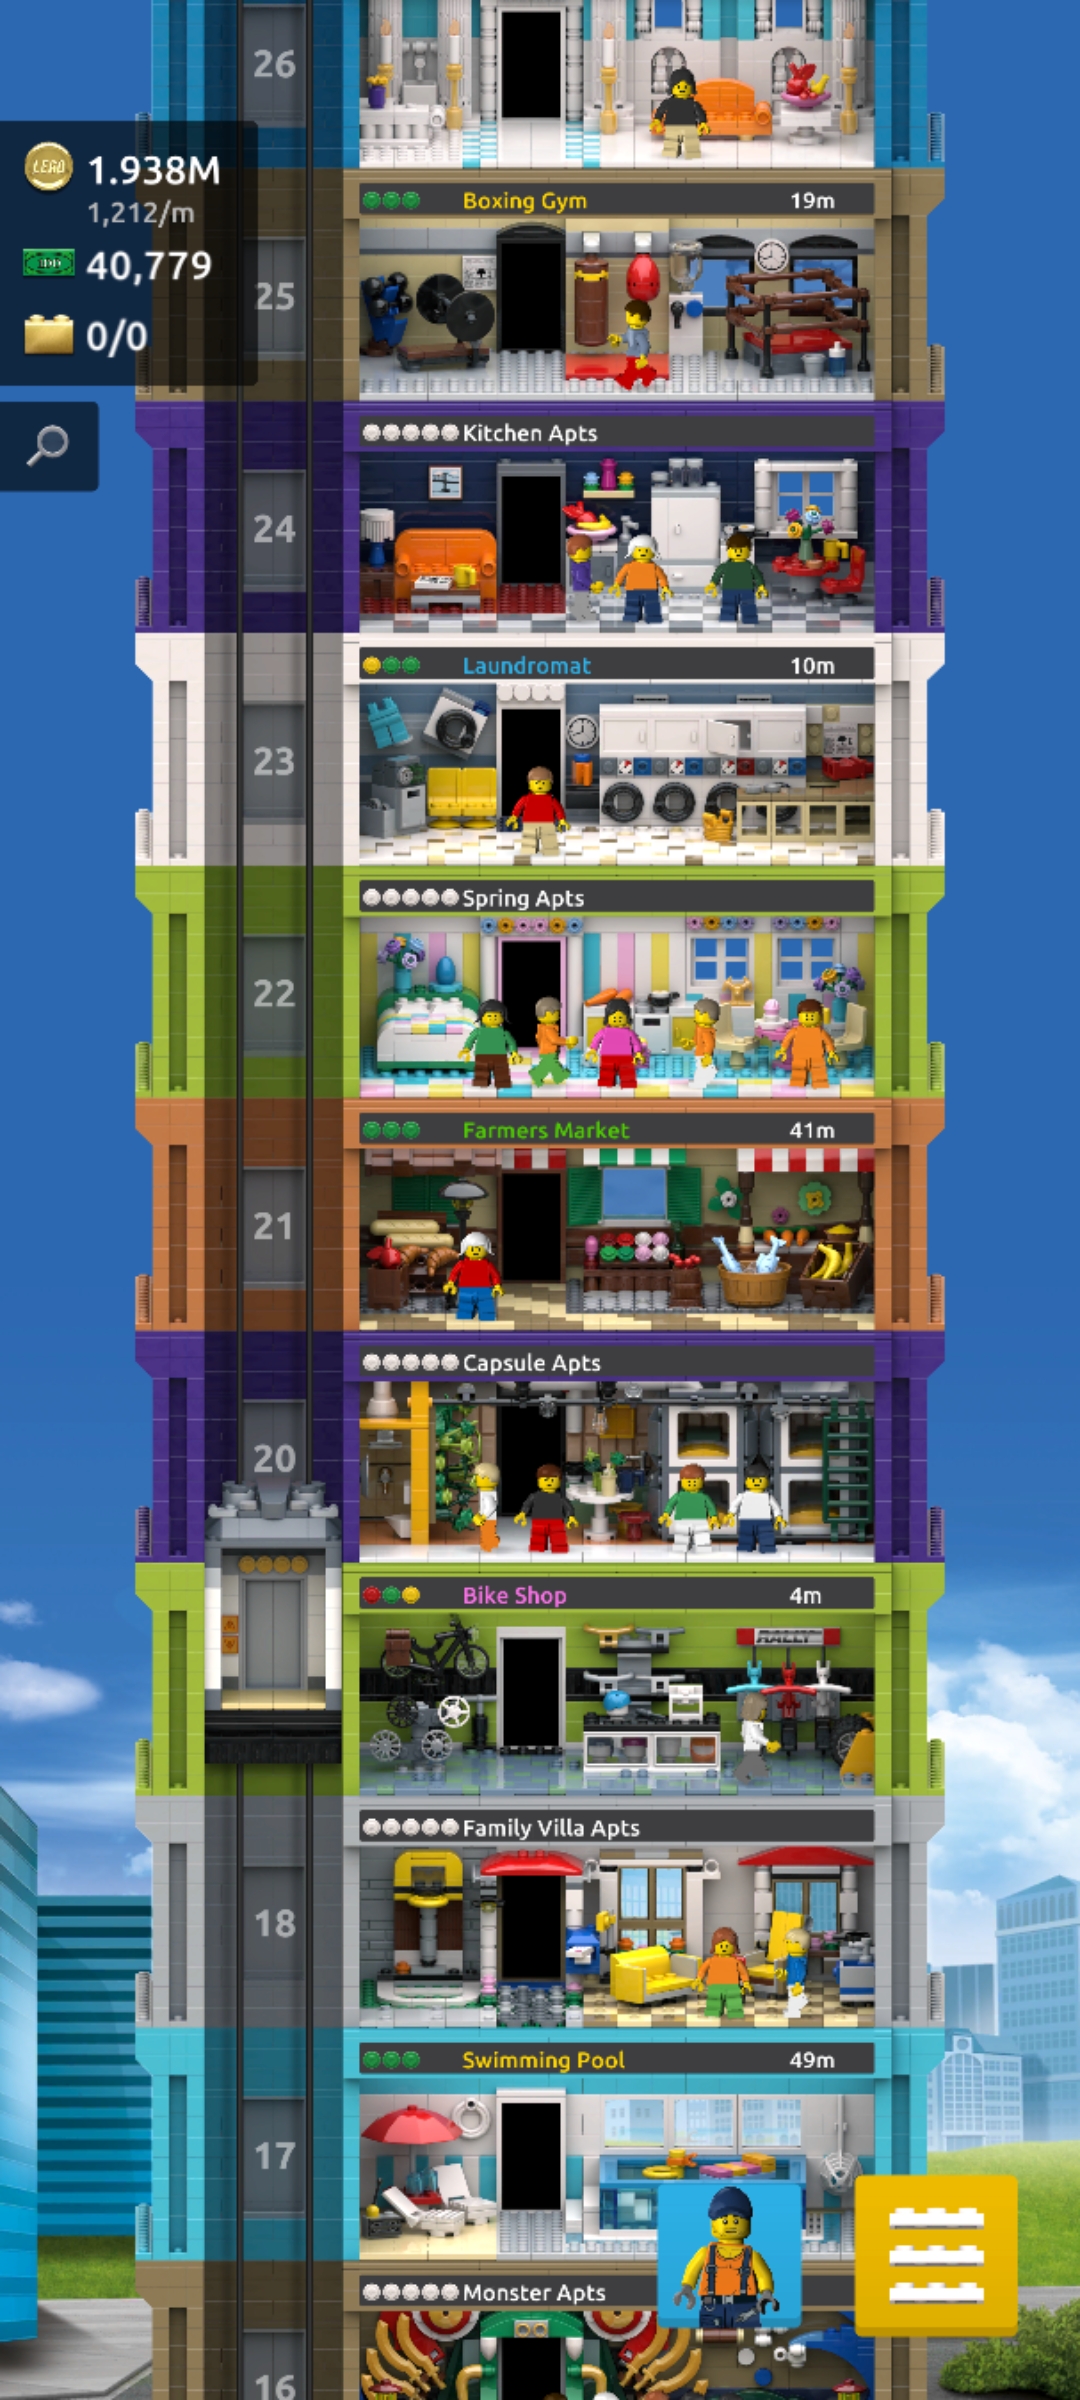 26
LEGO 1.938M
1,212/m
40,779
0/0
Boxing Gym 19m
25
Kitchen Apts
24
Laundromat 10m
23
Spring Apts
22
Farmers Market 41m
21
Capsule Apts
20
Bike Shop 4m
RALLY
Family Villa Apts
18
Swimming Pool 49m
17
Monster Apts
16